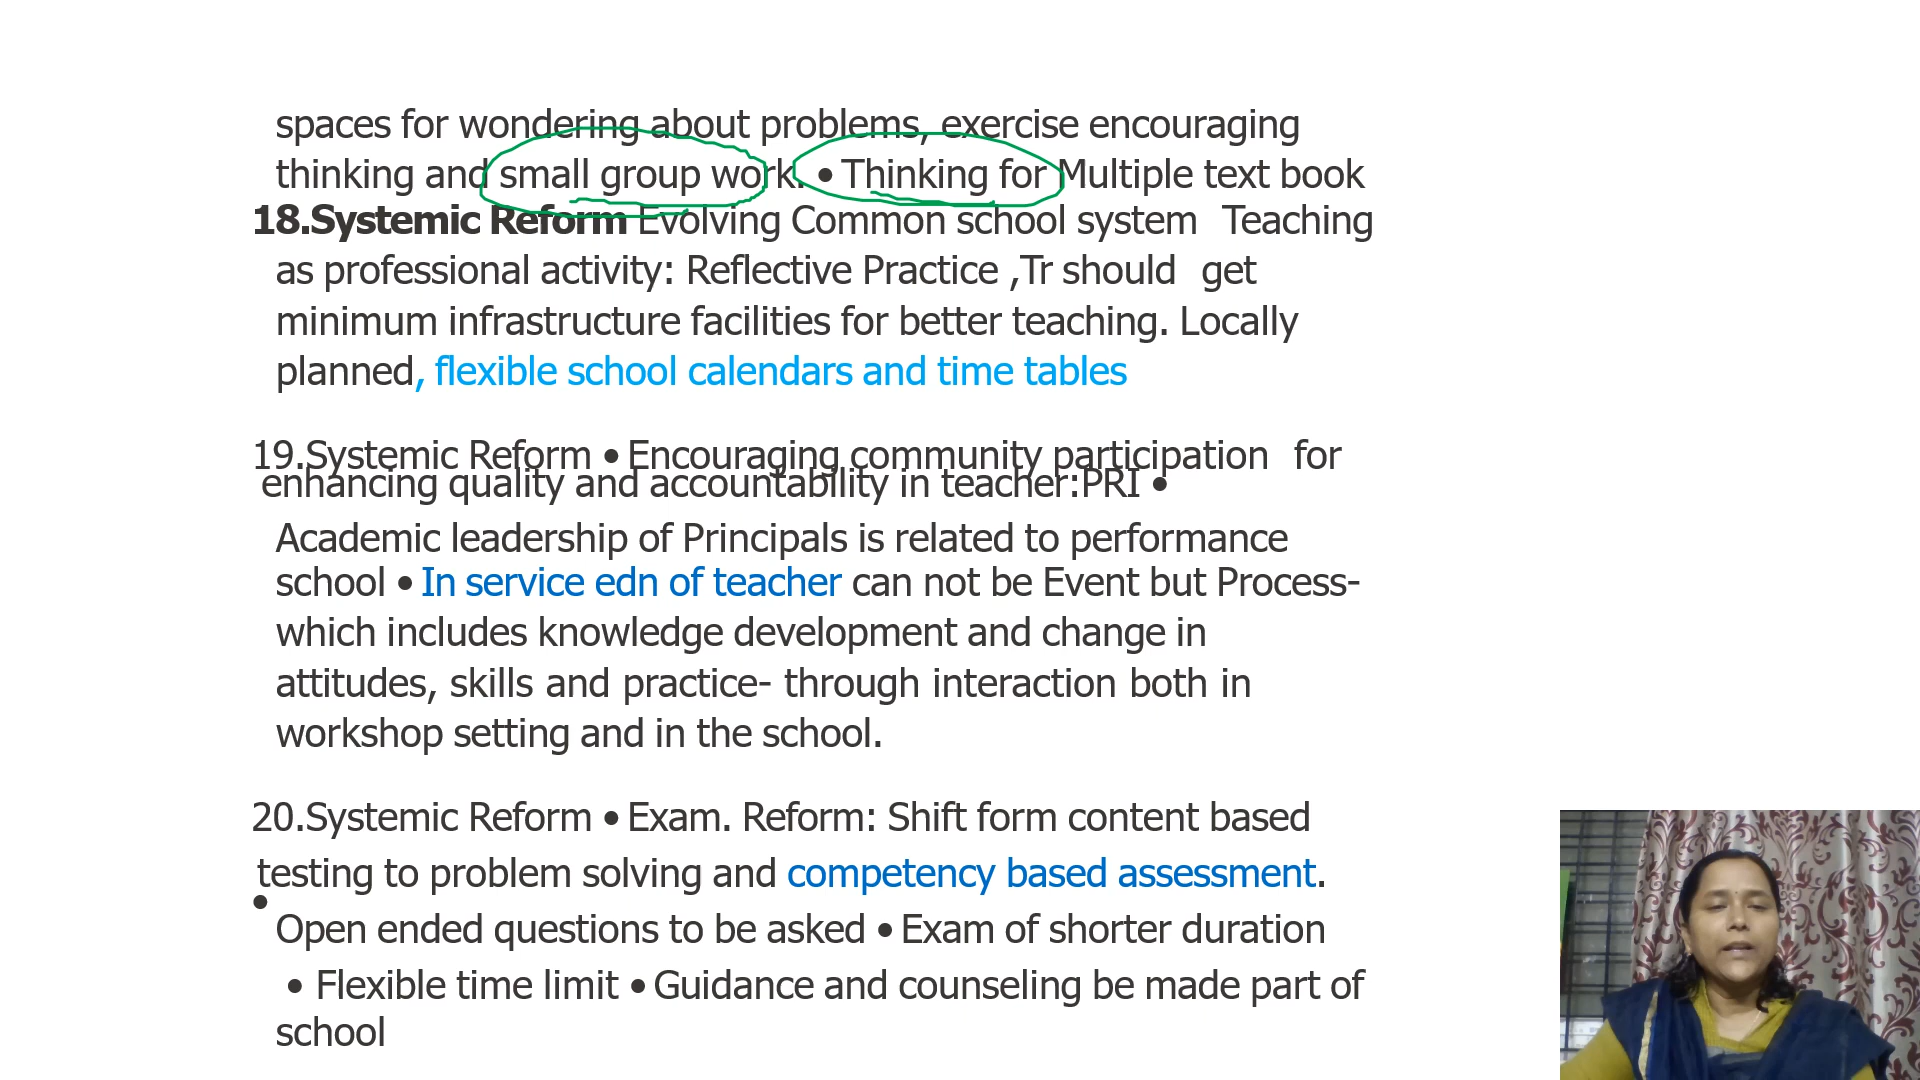 spaces for wondering about problems, exercise encouraging
thinking and small group work. • Thinking for Multiple text book
18.Systemic Reform Evolving Common school system Teaching
as professional activity: Reflective Practice ,Tr should get
minimum infrastructure facilities for better teaching. Locally
planned, flexible school calendars and time tables
19.Systemic Reform • Encouraging community participation for
enhancing quality and accountability in teacher:PRI •
Academic leadership of Principals is related to performance
school • In service edn of teacher can not be Event but Process-
which includes knowledge development and change in
attitudes, skills and practice- through interaction both in
workshop setting and in the school.
20.Systemic Reform • Exam. Reform: Shift form content based
testing to problem solving and competency based assessment.
•
Open ended questions to be asked • Exam of shorter duration
• Flexible time limit • Guidance and counseling be made part of
school